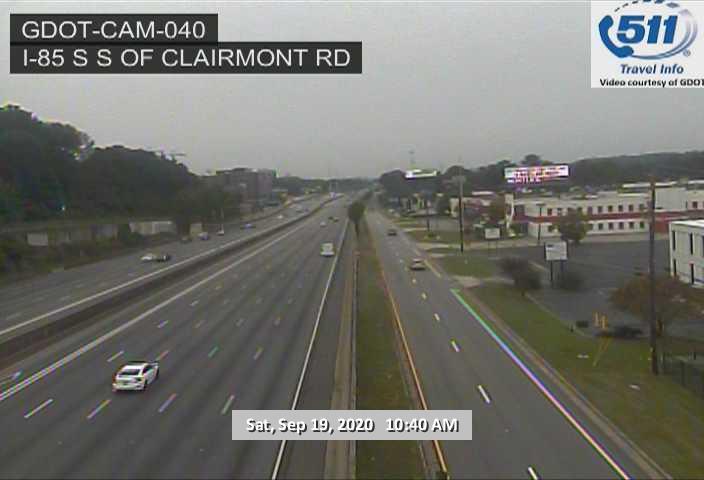 GDOT-CAM-040
I-85 S S OF CLAIRMONT RD
511
Travel Info
Video courtesy of GDOT
Sat, Sep 19, 2020 10:40 AM